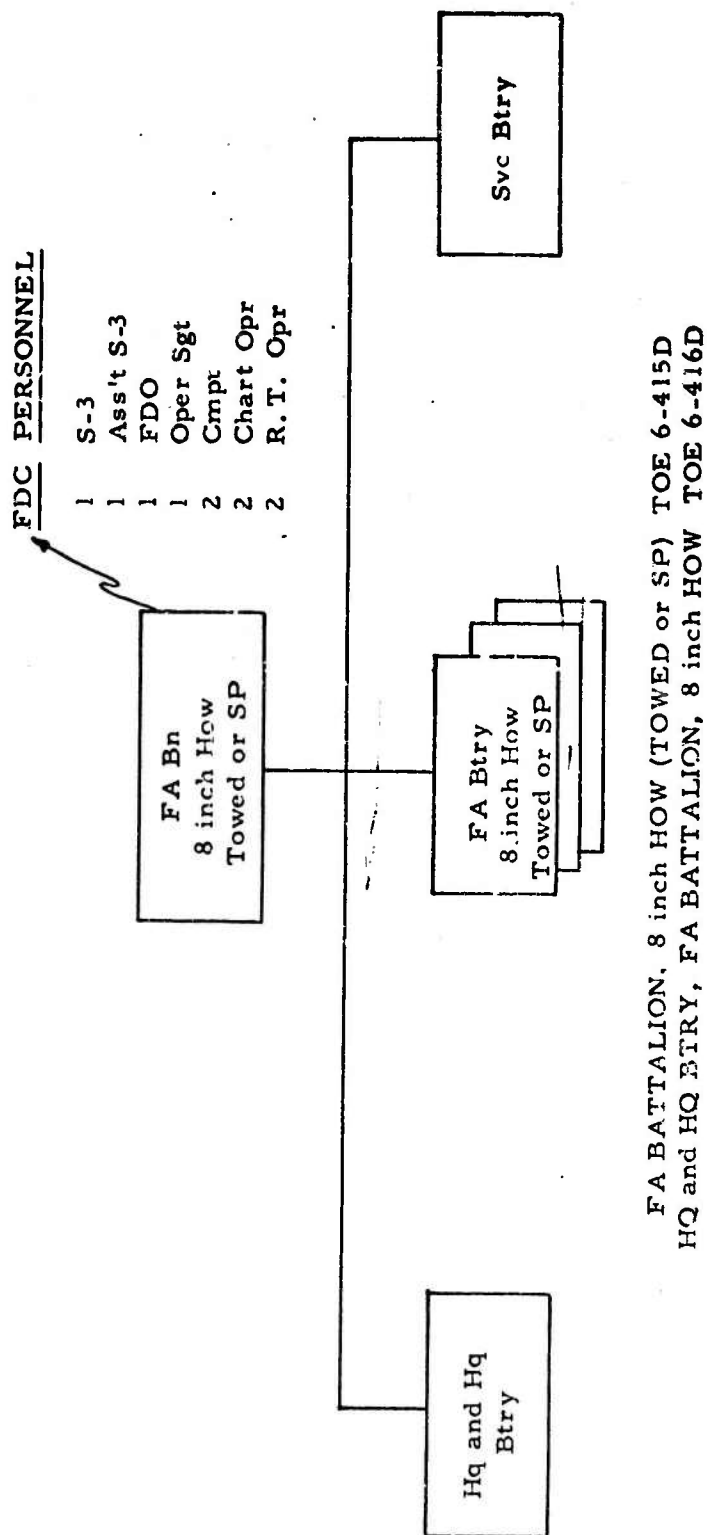 FDC PERSONNEL
1 S-3
1 Ass't S-3
1 FDO
1 Oper Sgt
2 Cmpt
2 Chart Opr
2 R. T. Opr
FA Bn
8 inch How
Towed or SP
Hq and Hq
Btry
FA Btry
8 inch How
Towed or SP
Svc Btry
FA BATTALION, 8 inch HOW (TOWED or SP) TOE 6-415D
HQ and HQ BTRY, FA BATTALION, 8 inch HOW TOE 6-416D